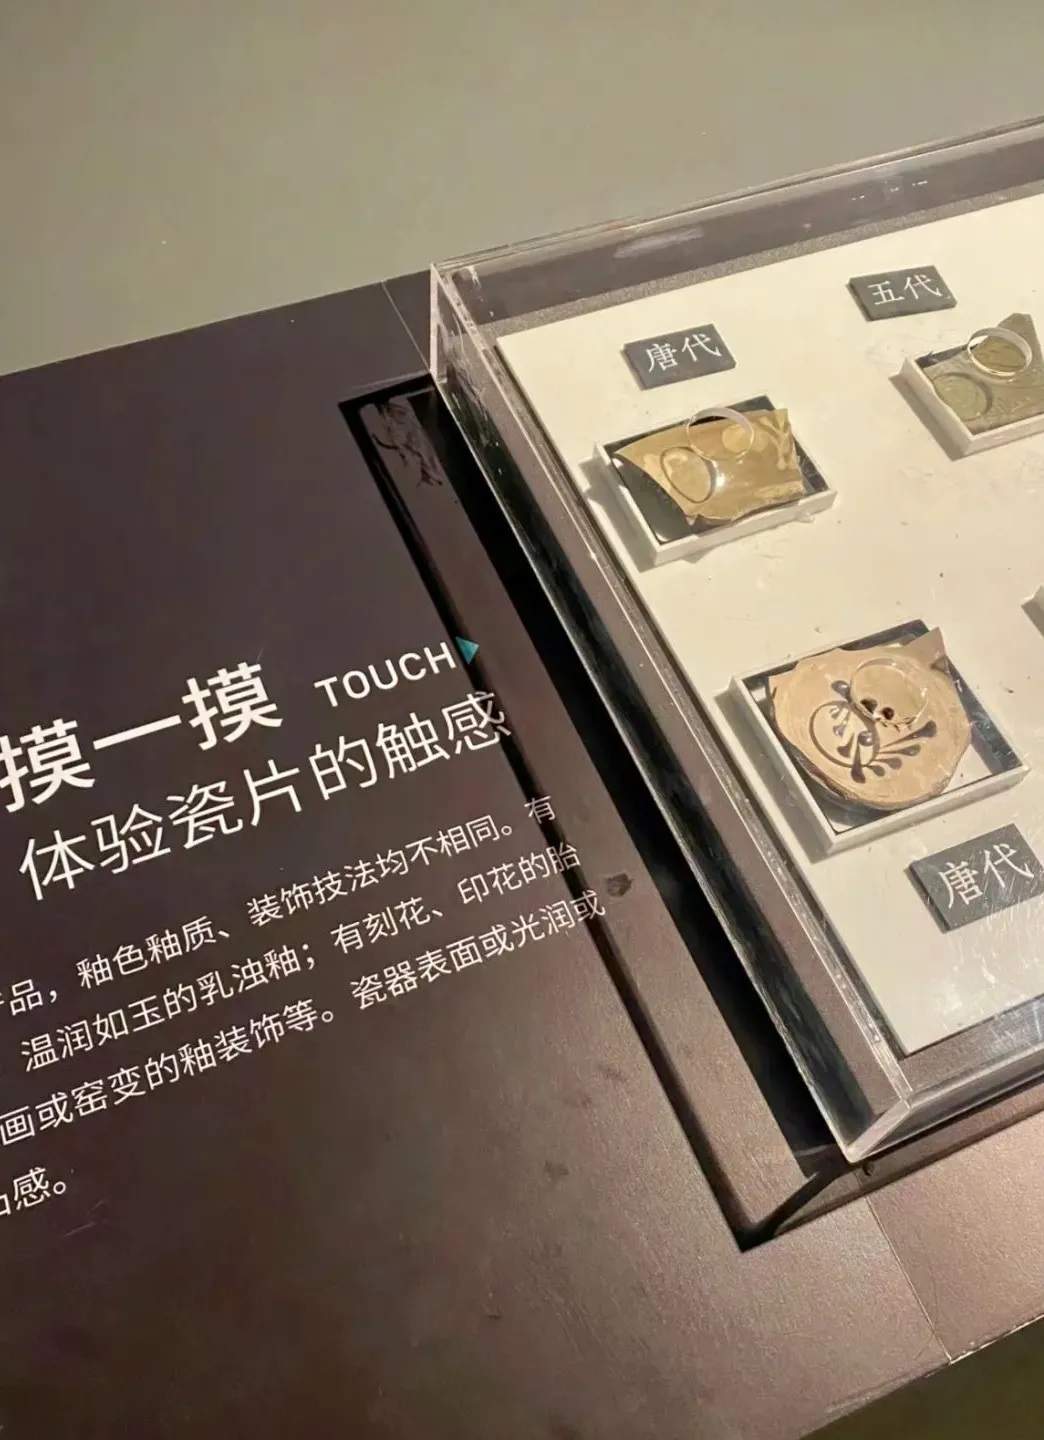 摸一摸 TOUCH
体验瓷片的触感
品，釉色釉质、装饰技法均不相同。有
温润如玉的乳浊釉；有刻花、印花的胎
画或窑变的釉装饰等。瓷器表面或光润或
感。
唐代
五代
唐代